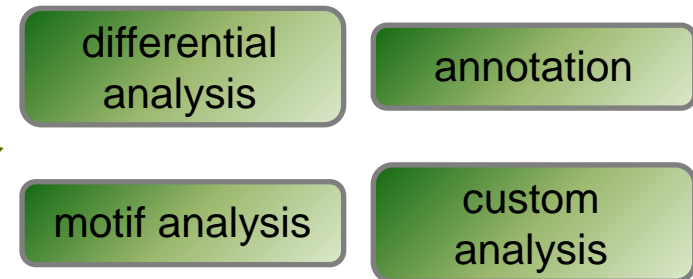 differential
analysis
annotation
motif analysis
custom
analysis